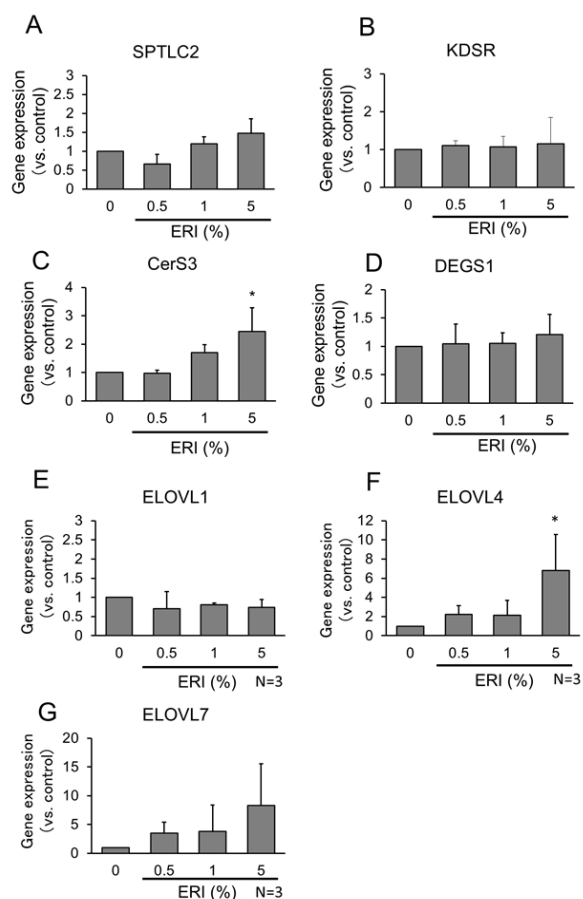 A
SPTLC2
Gene expression
(vs. control)
3
2.5
2
1.5
1
0.5
0
0 0.5 1 5
ERI (%)
B
KDSR
Gene expression
(vs. control)
3
2
1
0
0 0.5 1 5
ERI (%)
C
CerS3
Gene expression
(vs. control)
4
3
2
1
0
*
0 0.5 1 5
ERI (%)
D
DEGS1
Gene expression
(vs. control)
2
1.5
1
0.5
0
0 0.5 1 5
ERI (%)
E
ELOVL1
Gene expression
(vs. control)
3
2.5
2
1.5
1
0.5
0
0 0.5 1 5
ERI (%) N=3
F
ELOVL4
Gene expression
(vs. control)
12
10
8
6
4
2
0
*
0 0.5 1 5
ERI (%) N=3
G
ELOVL7
Gene expression
(vs. control)
20
15
10
5
0
0 0.5 1 5
ERI (%) N=3